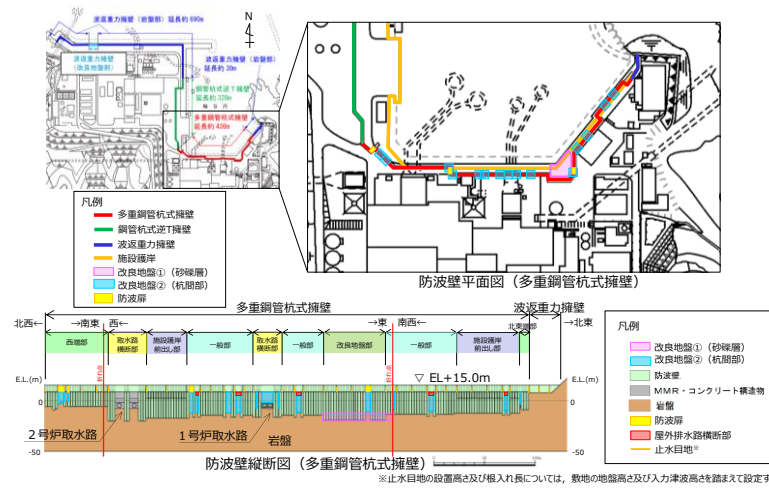 波返重力擁壁（岩盤部）延長約690m
N
波返重力擁壁
（改良地盤部）
波返重力擁壁（岩盤部）
延長約30m
鋼管杭式逆T擁壁
延長約320m
多重鋼管杭式擁壁
延長約430m
凡例
多重鋼管杭式擁壁
鋼管杭式逆T擁壁
波返重力擁壁
施設護岸
改良地盤①（砂礫層）
改良地盤②（杭間部）
防波扉
防波壁平面図（多重鋼管杭式擁壁）
多重鋼管杭式擁壁
波返重力擁壁
北西←
→南東
西←
→東
南西←
北東端部
→北東
西端部
取水路
横断部
施設護岸
前出し部
一般部
取水路
横断部
一般部
改良地盤部
一般部
施設護岸
前出し部
折れ点
折れ点
▽ EL+15.0m
E.L.(m)
0
-50
E.L.(m)
0
-50
2号炉取水路
1号炉取水路
岩盤
防波壁縦断図（多重鋼管杭式擁壁）
凡例
改良地盤①（砂礫層）
改良地盤②（杭間部）
防波壁
MMR・コンクリート構造物
岩盤
防波扉
屋外排水路横断部
止水目地※
※止水目地の設置高さ及び根入れ長については，敷地の地盤高さ及び入力津波高さを踏まえて設定す